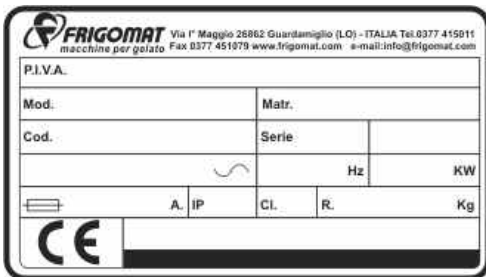 FRIGOMAT Via I° Maggio 26862 Guardamiglio (LO) - ITALIA Tel.0377 415011
macchine per gelato Fax 0377 451079 www.frigomat.com e-mail:info@frigomat.com
P.I.V.A.
Mod. Matr.
Cod. Serie
Hz KW
A. IP Cl. R. Kg
CE